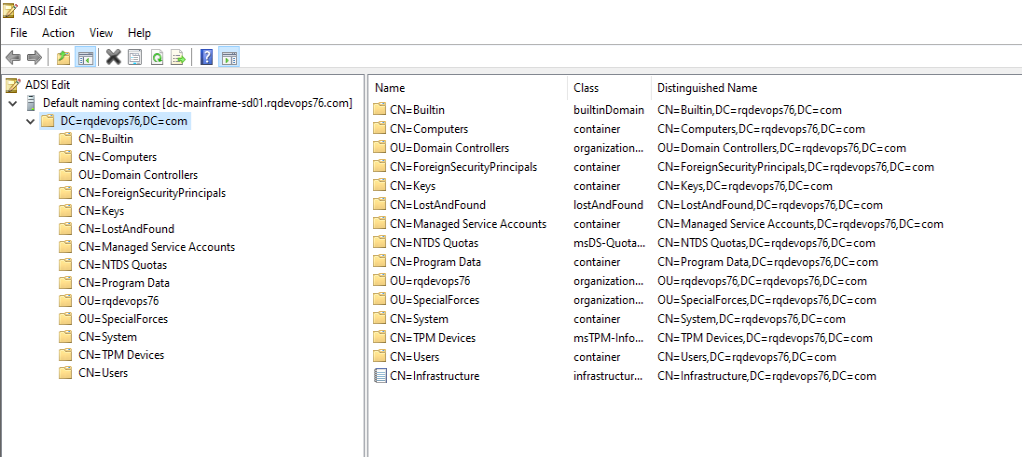 ADSI Edit
File Action View Help
ADSI Edit
Default naming context [dc-mainframe-sd01.rqdevops76.com]
DC=rqdevops76,DC=com
CN=Builtin
CN=Computers
OU=Domain Controllers
CN=ForeignSecurityPrincipals
CN=Keys
CN=LostAndFound
CN=Managed Service Accounts
CN=NTDS Quotas
CN=Program Data
OU=rqdevops76
OU=SpecialForces
CN=System
CN=TPM Devices
CN=Users
Name Class Distinguished Name
CN=Builtin builtinDomain CN=Builtin,DC=rqdevops76,DC=com
CN=Computers container CN=Computers,DC=rqdevops76,DC=com
OU=Domain Controllers organization... OU=Domain Controllers,DC=rqdevops76,DC=com
CN=ForeignSecurityPrincipals container CN=ForeignSecurityPrincipals,DC=rqdevops76,DC=com
CN=Keys container CN=Keys,DC=rqdevops76,DC=com
CN=LostAndFound lostAndFound CN=LostAndFound,DC=rqdevops76,DC=com
CN=Managed Service Accounts container CN=Managed Service Accounts,DC=rqdevops76,DC=com
CN=NTDS Quotas msDS-Quota... CN=NTDS Quotas,DC=rqdevops76,DC=com
CN=Program Data container CN=Program Data,DC=rqdevops76,DC=com
OU=rqdevops76 organization... OU=rqdevops76,DC=rqdevops76,DC=com
OU=SpecialForces organization... OU=SpecialForces,DC=rqdevops76,DC=com
CN=System container CN=System,DC=rqdevops76,DC=com
CN=TPM Devices msTPM-Info... CN=TPM Devices,DC=rqdevops76,DC=com
CN=Users container CN=Users,DC=rqdevops76,DC=com
CN=Infrastructure infrastructur... CN=Infrastructure,DC=rqdevops76,DC=com